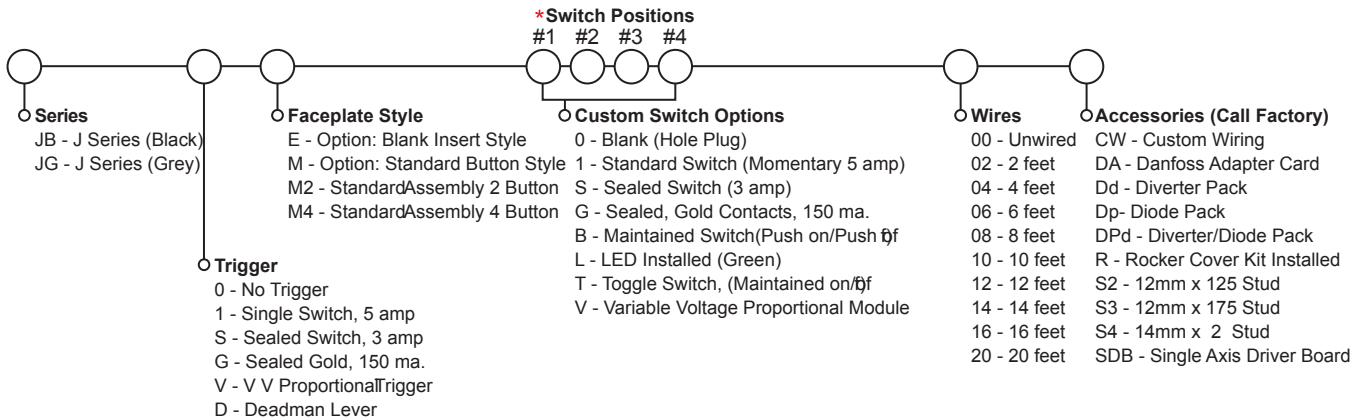 *Switch Positions
#1 #2 #3 #4
Series
JB - J Series (Black)
JG - J Series (Grey)
Trigger
0 - No Trigger
1 - Single Switch, 5 amp
S - Sealed Switch, 3 amp
G - Sealed Gold, 150 ma.
V - V V ProportionalTrigger
D - Deadman Lever
Faceplate Style
E - Option: Blank Insert Style
M - Option: Standard Button Style
M2 - StandardAssembly 2 Button
M4 - StandardAssembly 4 Button
Custom Switch Options
0 - Blank (Hole Plug)
1 - Standard Switch (Momentary 5 amp)
S - Sealed Switch (3 amp)
G - Sealed, Gold Contacts, 150 ma.
B - Maintained Switch(Push on/Push
L - LED Installed (Green)
T - Toggle Switch, (Maintained on/
V - Variable Voltage Proportional Module
Wires
00 - Unwired
02 - 2 feet
04 - 4 feet
06 - 6 feet
08 - 8 feet
10 - 10 feet
12 - 12 feet
14 - 14 feet
16 - 16 feet
20 - 20 feet
Accessories (Call Factory)
CW - Custom Wiring
DA - Danfoss Adapter Card
Dd - Diverter Pack
Dp- Diode Pack
DPd - Diverter/Diode Pack
R - Rocker Cover Kit Installed
S2 - 12mm x 125 Stud
S3 - 12mm x 175 Stud
S4 - 14mm x 2 Stud
SDB - Single Axis Driver Board